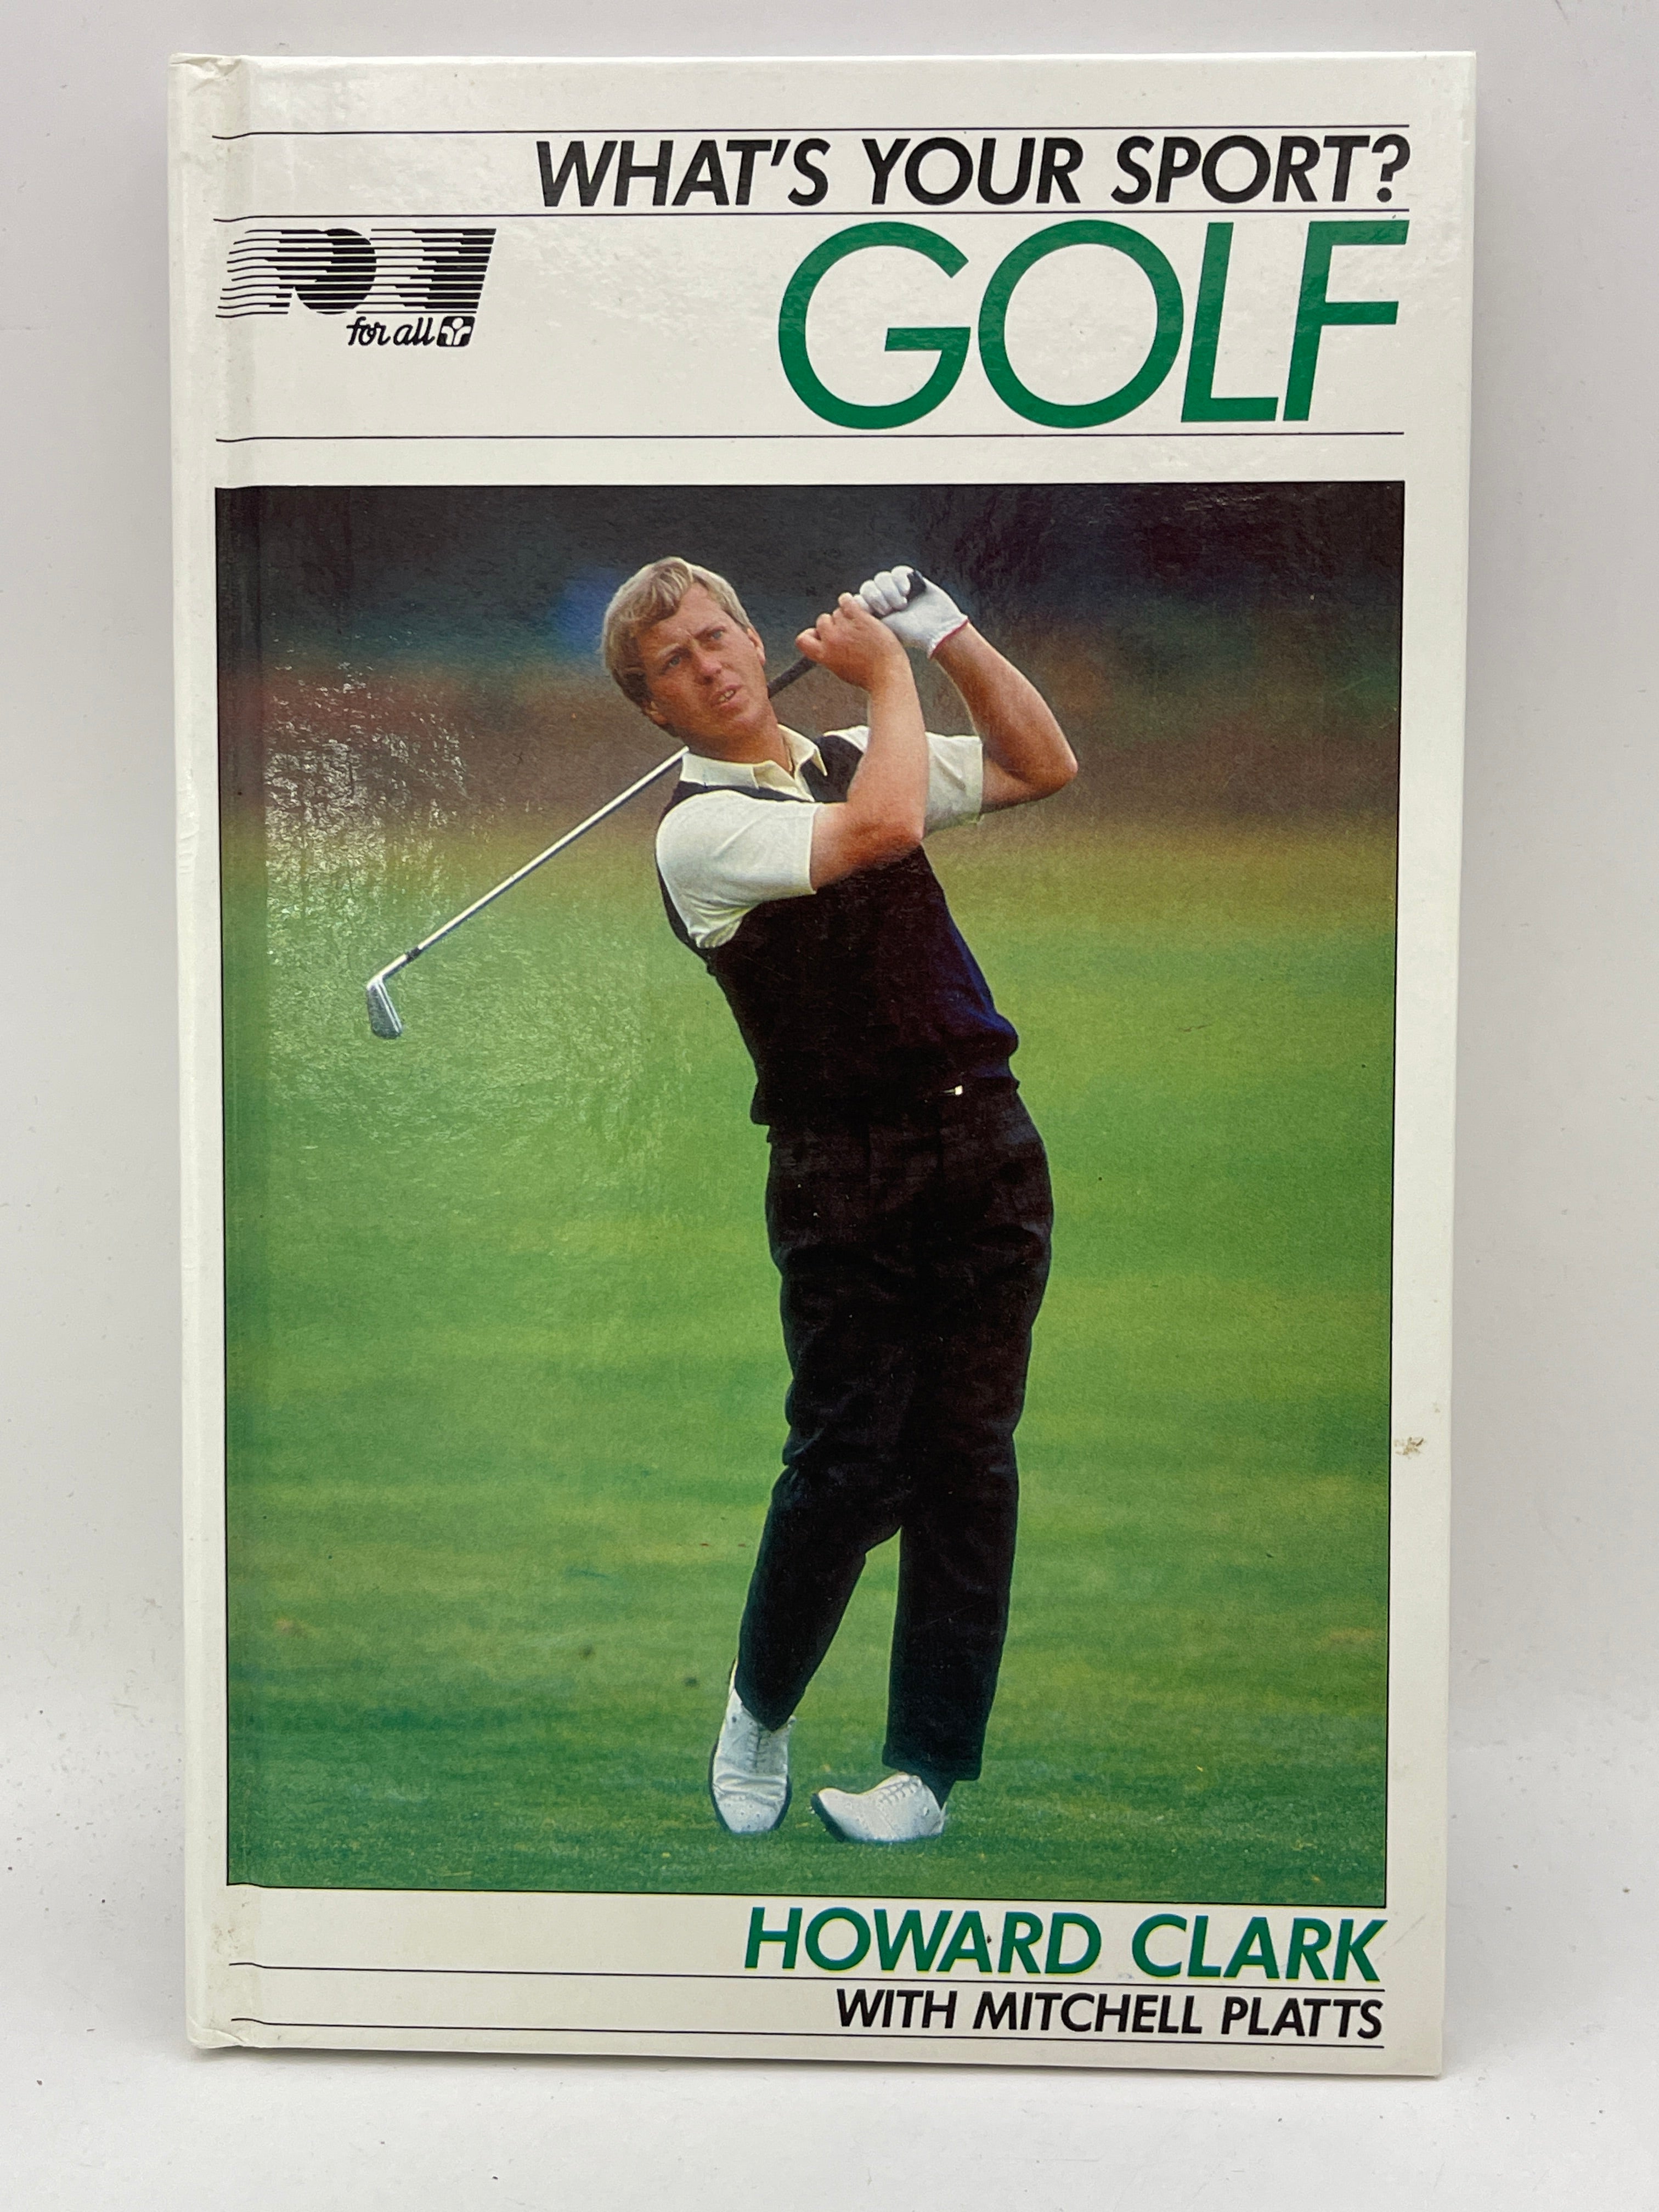 WHAT'S YOUR SPORT?
GOLF
for all
HOWARD CLARK
WITH MITCHELL PLATTS